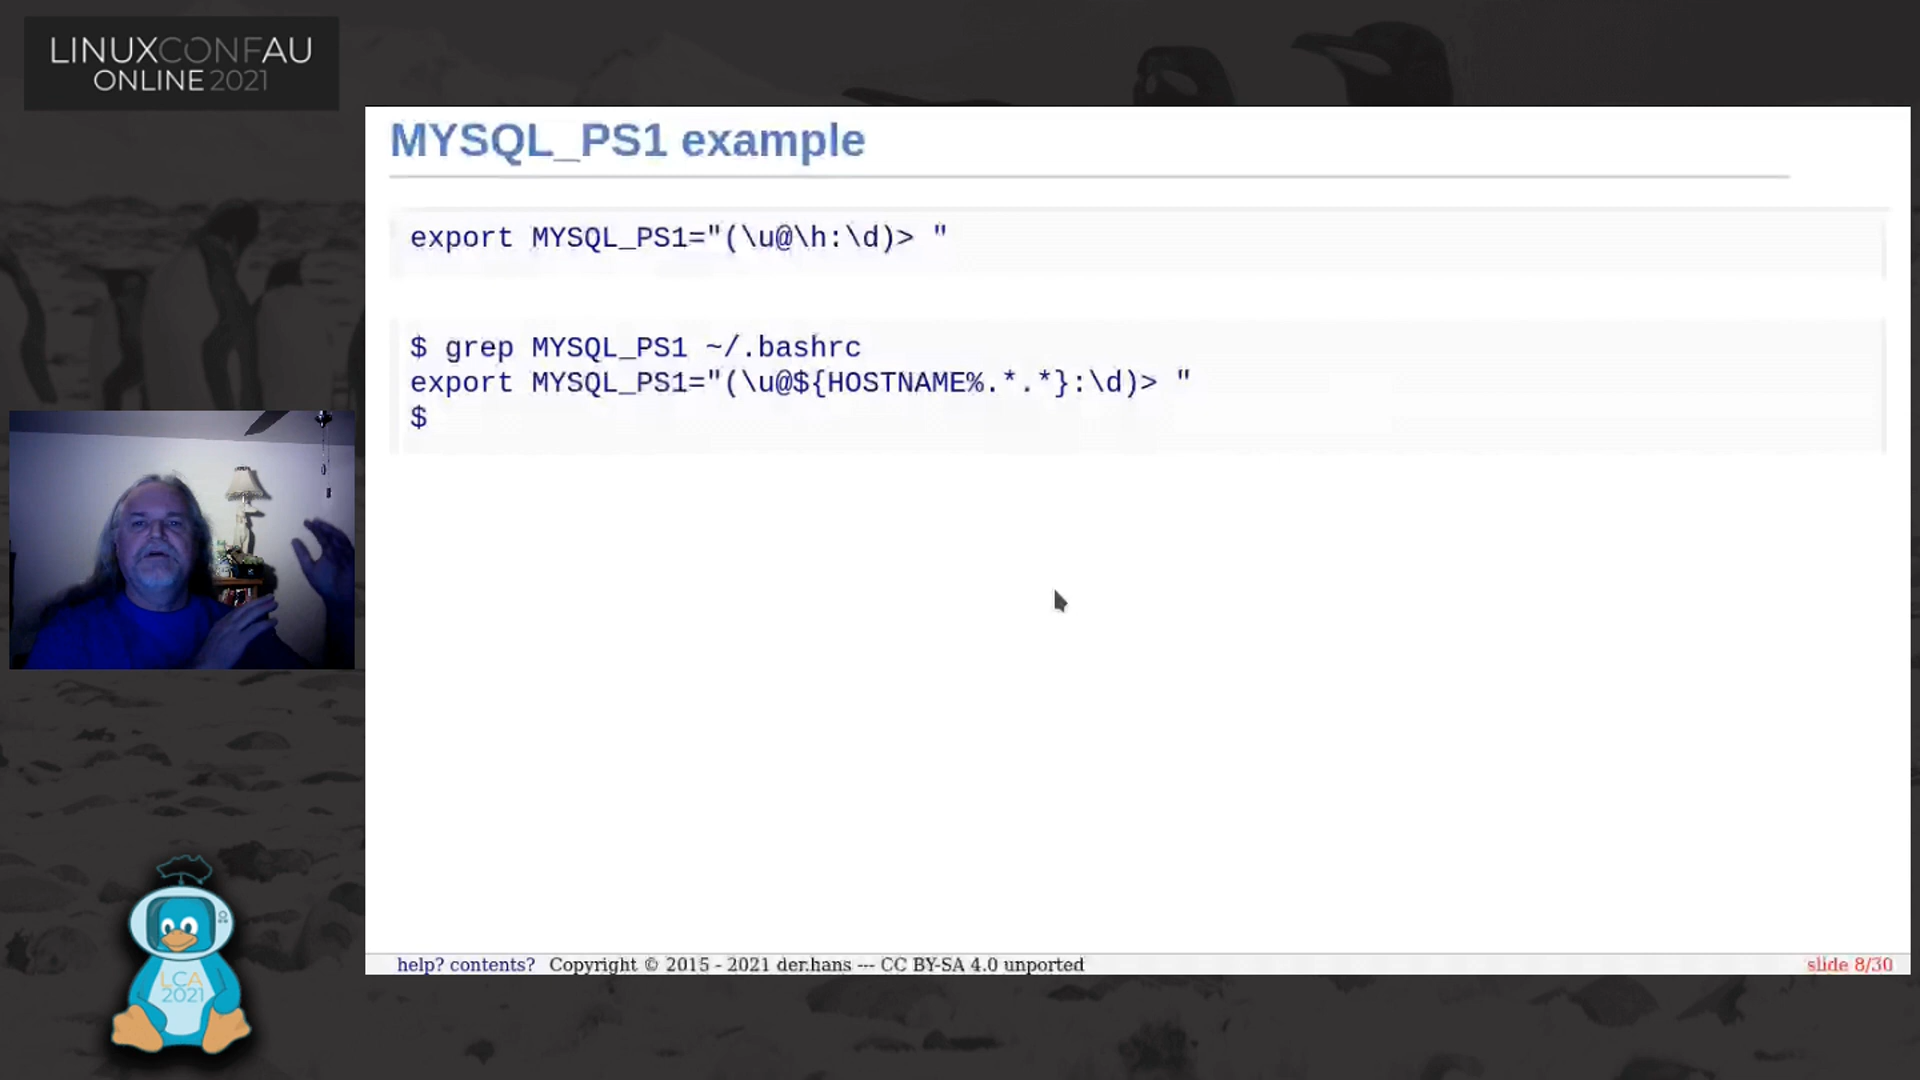 LINUXCONFAU
ONLINE 2021
MYSQL_PS1 example
export MYSQL_PS1="(\u@\h:\d)> "
$ grep MYSQL_PS1 ~/.bashrc
export MYSQL_PS1="(\u@${HOSTNAME%.*.*}:\d)> "
$
LCA
2021
help? contents? Copyright © 2015 - 2021 der.hans --- CC BY-SA 4.0 unported
slide 8/30